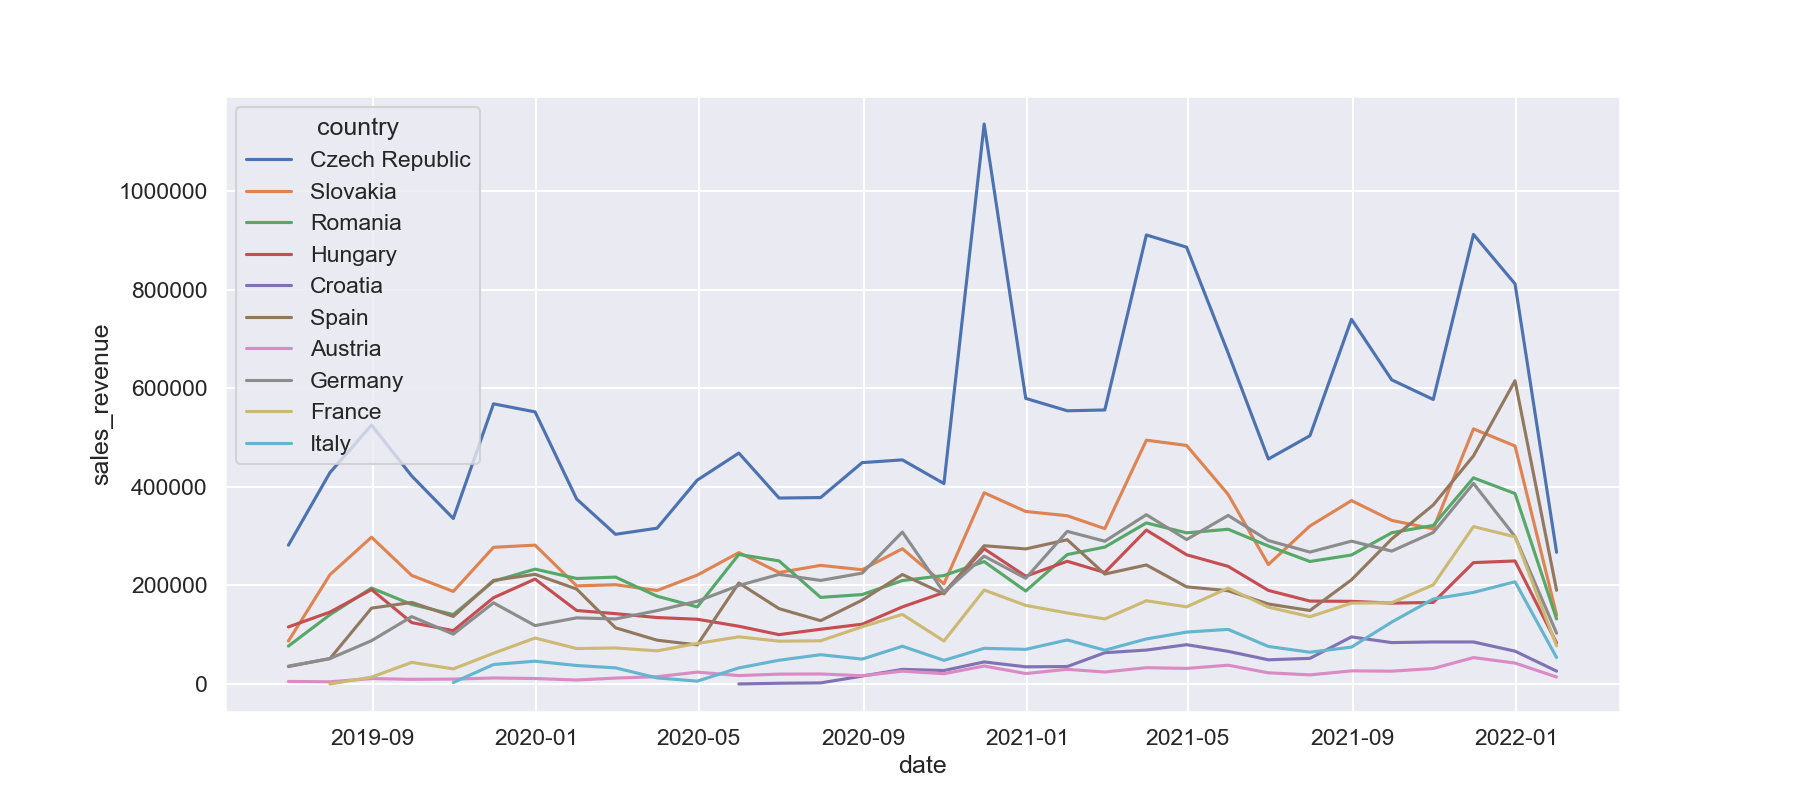 country
Czech Republic
Slovakia
Romania
Hungary
Croatia
Spain
Austria
Germany
France
Italy
sales_revenue
1000000
800000
600000
400000
200000
0
2019-09 2020-01 2020-05 2020-09 2021-01 2021-05 2021-09 2022-01
date